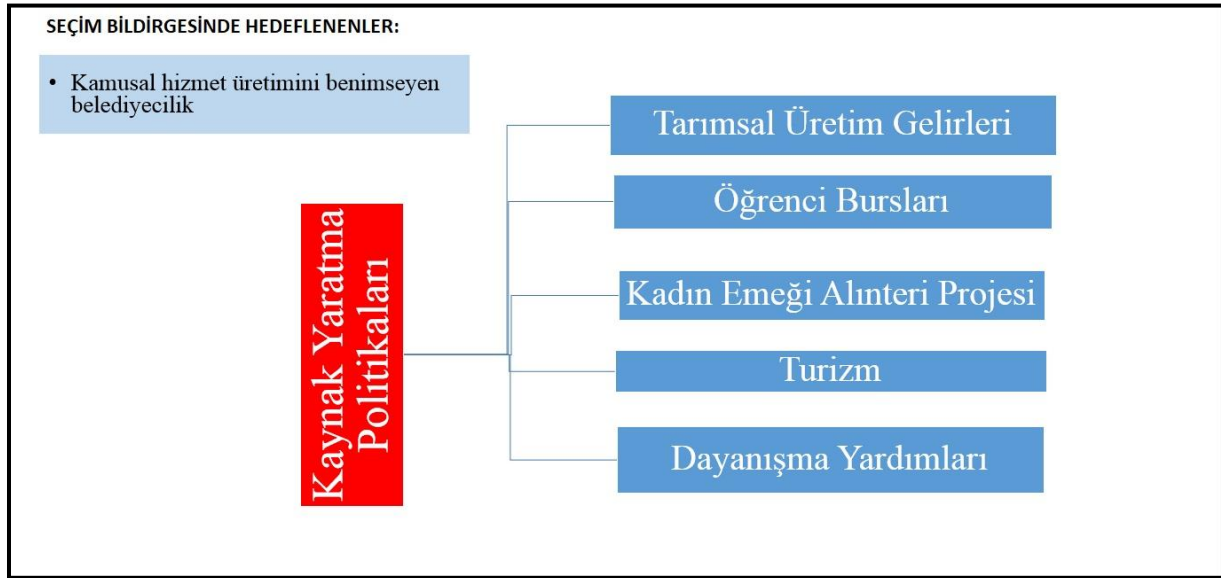 SEÇİM BİLDİRGESİNDE HEDEFLENENLER:
• Kamusal hizmet üretimini benimseyen
belediyecilik
Kaynak Yaratma
Politikaları
Tarımsal Üretim Gelirleri
Öğrenci Bursları
Kadın Emeği Alınteri Projesi
Turizm
Dayanışma Yardımları